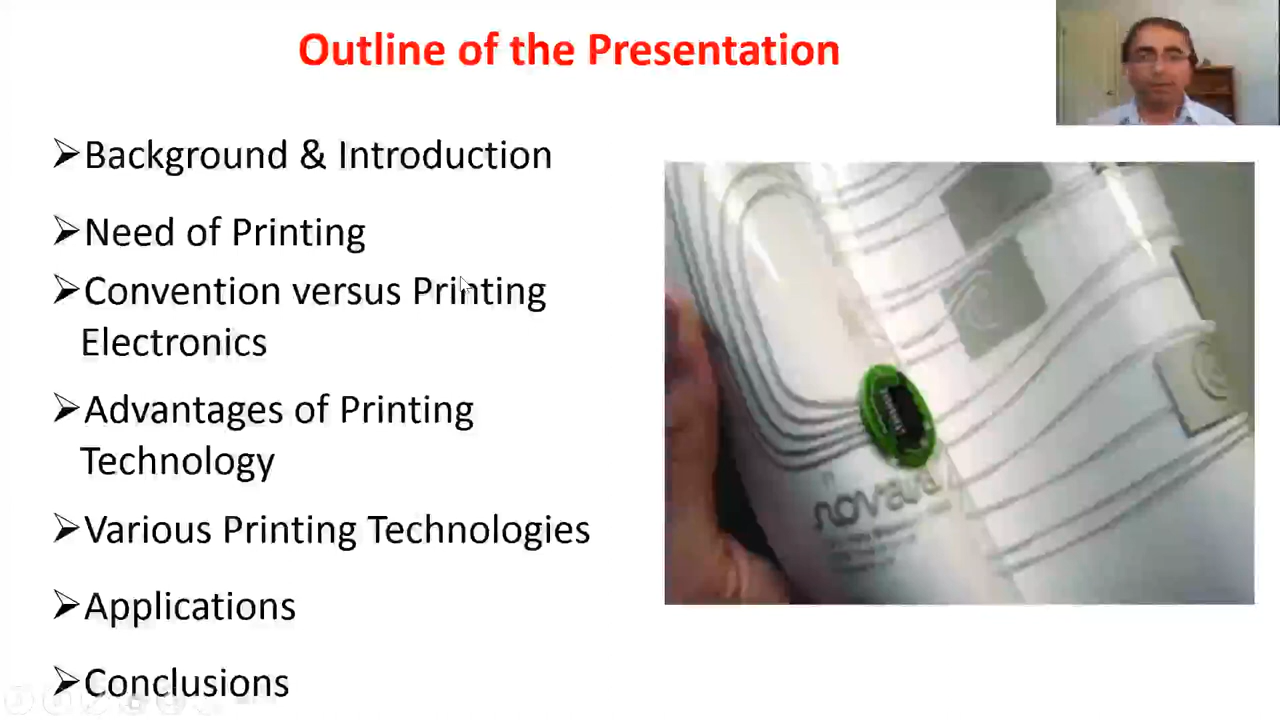 Outline of the Presentation
➢Background & Introduction
➢Need of Printing
➢Convention versus Printing
Electronics
➢Advantages of Printing
Technology
➢Various Printing Technologies
➢Applications
➢Conclusions